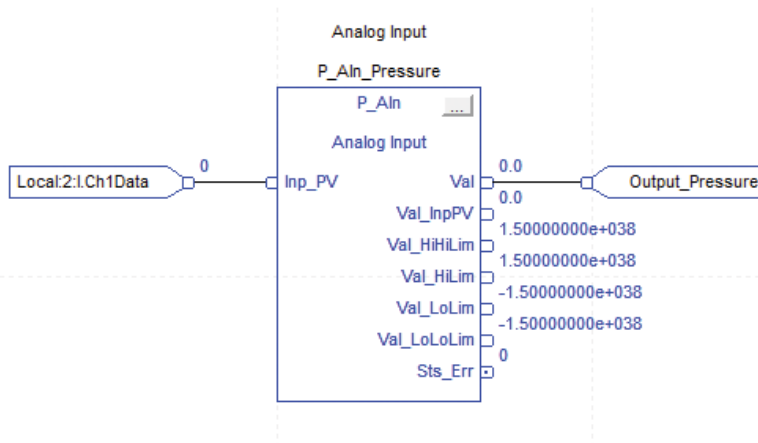 Analog Input
P_AIn_Pressure
P_AIn
...
Analog Input
Local:2:I.Ch1Data
0
Inp_PV
Val
0.0
Output_Pressure
Val_InpPV
0.0
Val_HiHiLim
1.50000000e+038
Val_HiLim
1.50000000e+038
Val_LoLim
-1.50000000e+038
Val_LoLoLim
-1.50000000e+038
Sts_Err
0